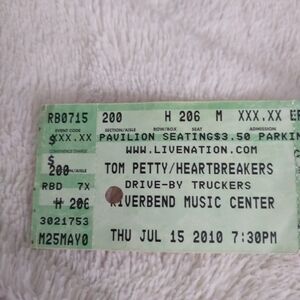 RB0715 200 H 206 M XXX.XX
EVENT CODE SECTION/AISLE ROW/BOX SEAT ADMISSION
$ XXX.XX PAVILION SEATING$3.50 PARKIN
CONVENIENCE CHARGE
WWW.LIVENATION.COM
$
200 TOM PETTY/HEARTBREAKERS
RBD 7X DRIVE-BY TRUCKERS
H 206 RIVERBEND MUSIC CENTER
3021753
M25MAY0 THU JUL 15 2010 7:30PM